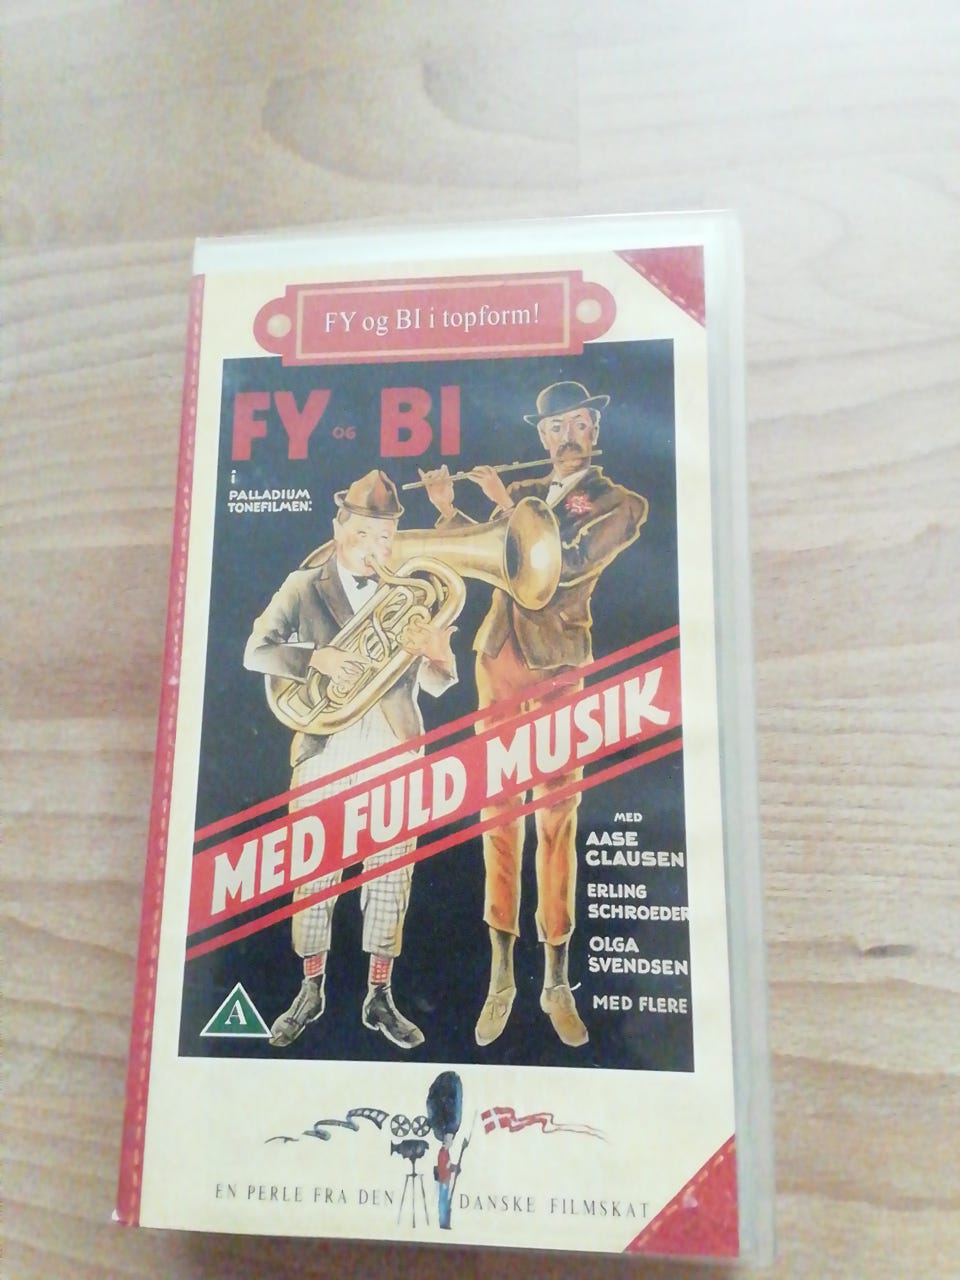 FY og BI i topform!
FY OG BI
i
PALLADIUM
TONEFILMEN:
MED FULD MUSIK
MED
AASE
CLAUSEN
ERLING
SCHROEDER
OLGA
SVENDSEN
MED FLERE
A
EN PERLE FRA DEN DANSKE FILMSKAT